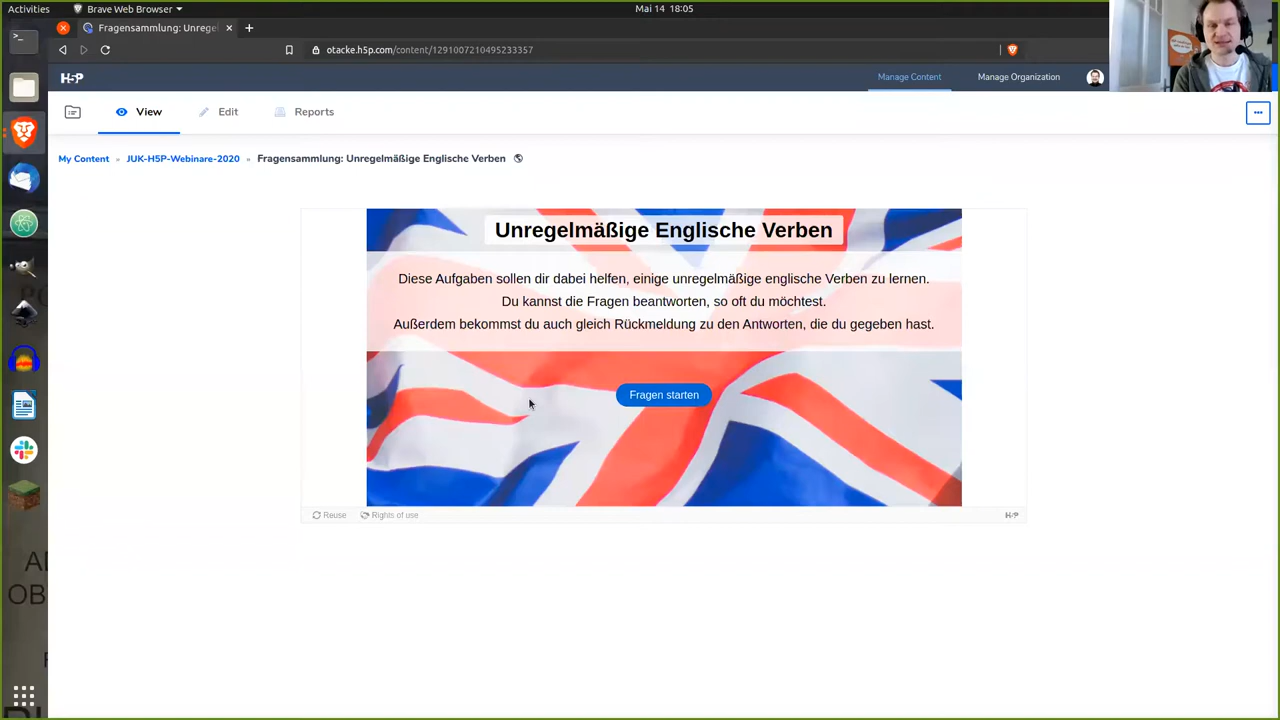 Activities
Brave Web Browser
Mai 14 18:05
Fragensammlung: Unrege
otacke.h5p.com/content/1291007210495233357
H5P
Manage Content
Manage Organization
View
Edit
Reports
My Content » JUK-H5P-Webinare-2020 » Fragensammlung: Unregelmäßige Englische Verben
Unregelmäßige Englische Verben
Diese Aufgaben sollen dir dabei helfen, einige unregelmäßige englische Verben zu lernen.
Du kannst die Fragen beantworten, so oft du möchtest.
Außerdem bekommst du auch gleich Rückmeldung zu den Antworten, die du gegeben hast.
Fragen starten
Reuse
Rights of use
H5P
OB